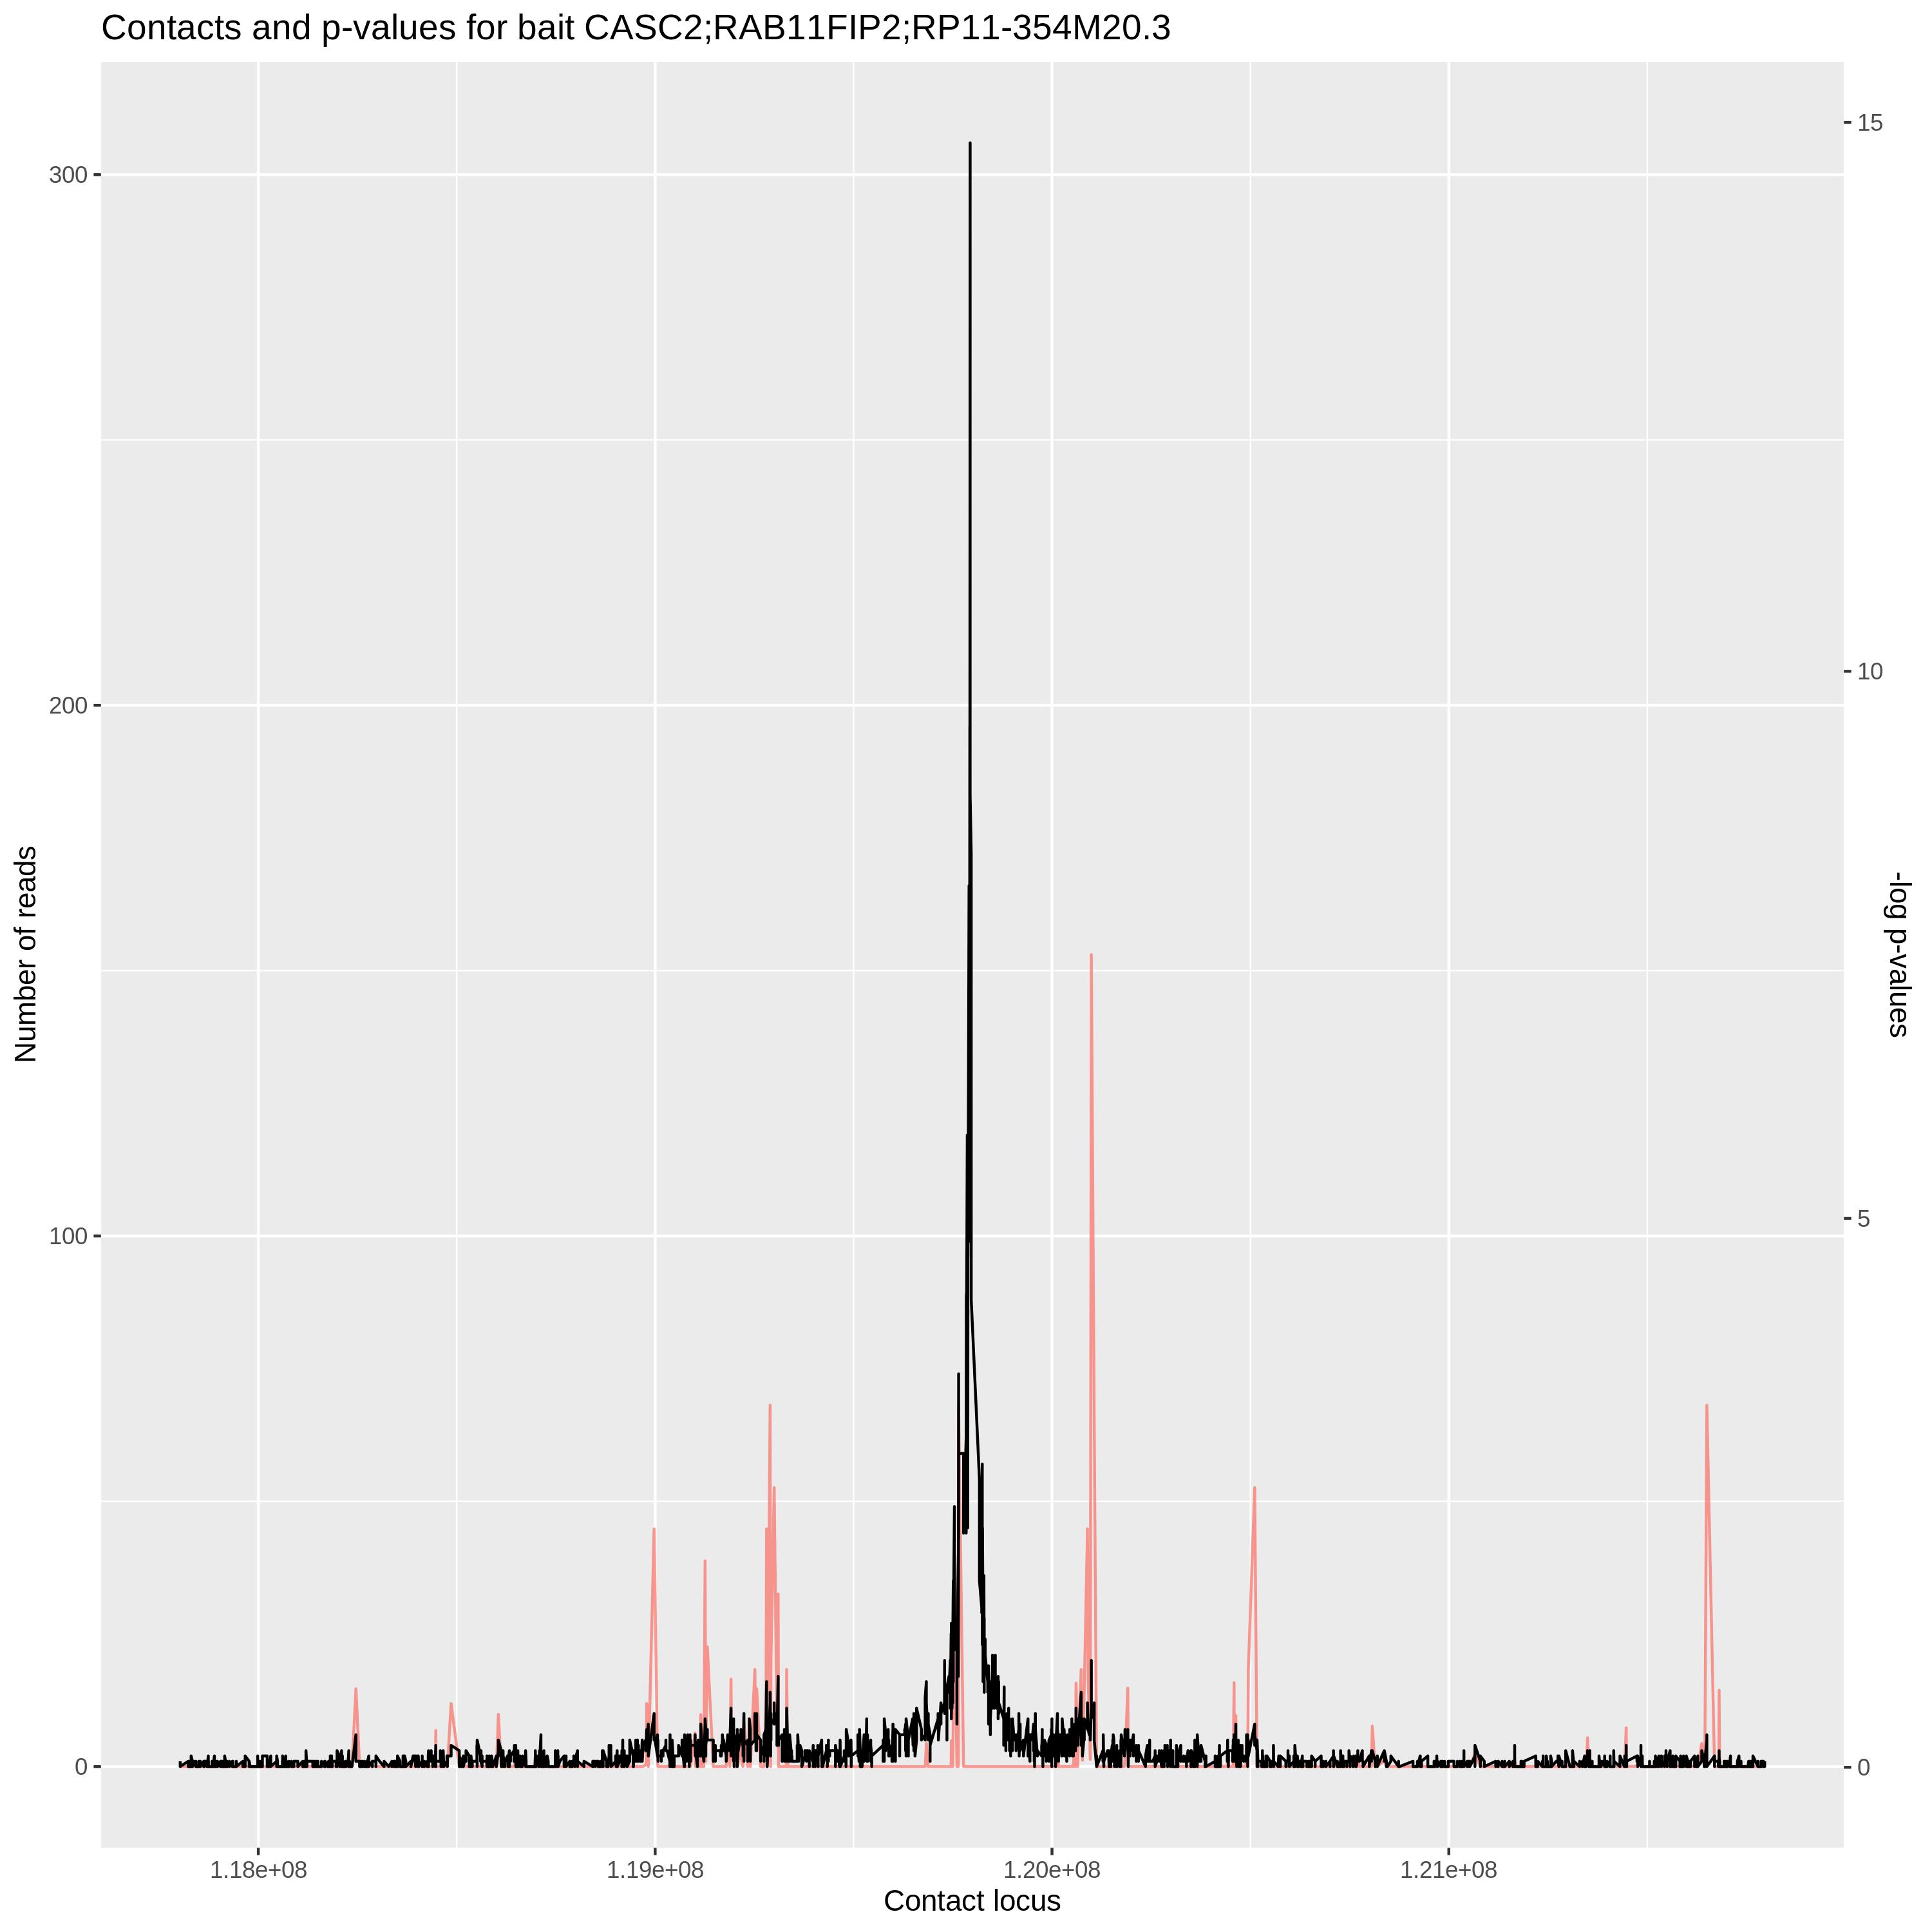 Contacts and p-values for bait CASC2;RAB11FIP2;RP11-354M20.3
Number of reads
300
200
100
0
15
10
5
0
-log p-values
1.18e+08
1.19e+08
1.20e+08
1.21e+08
Contact locus